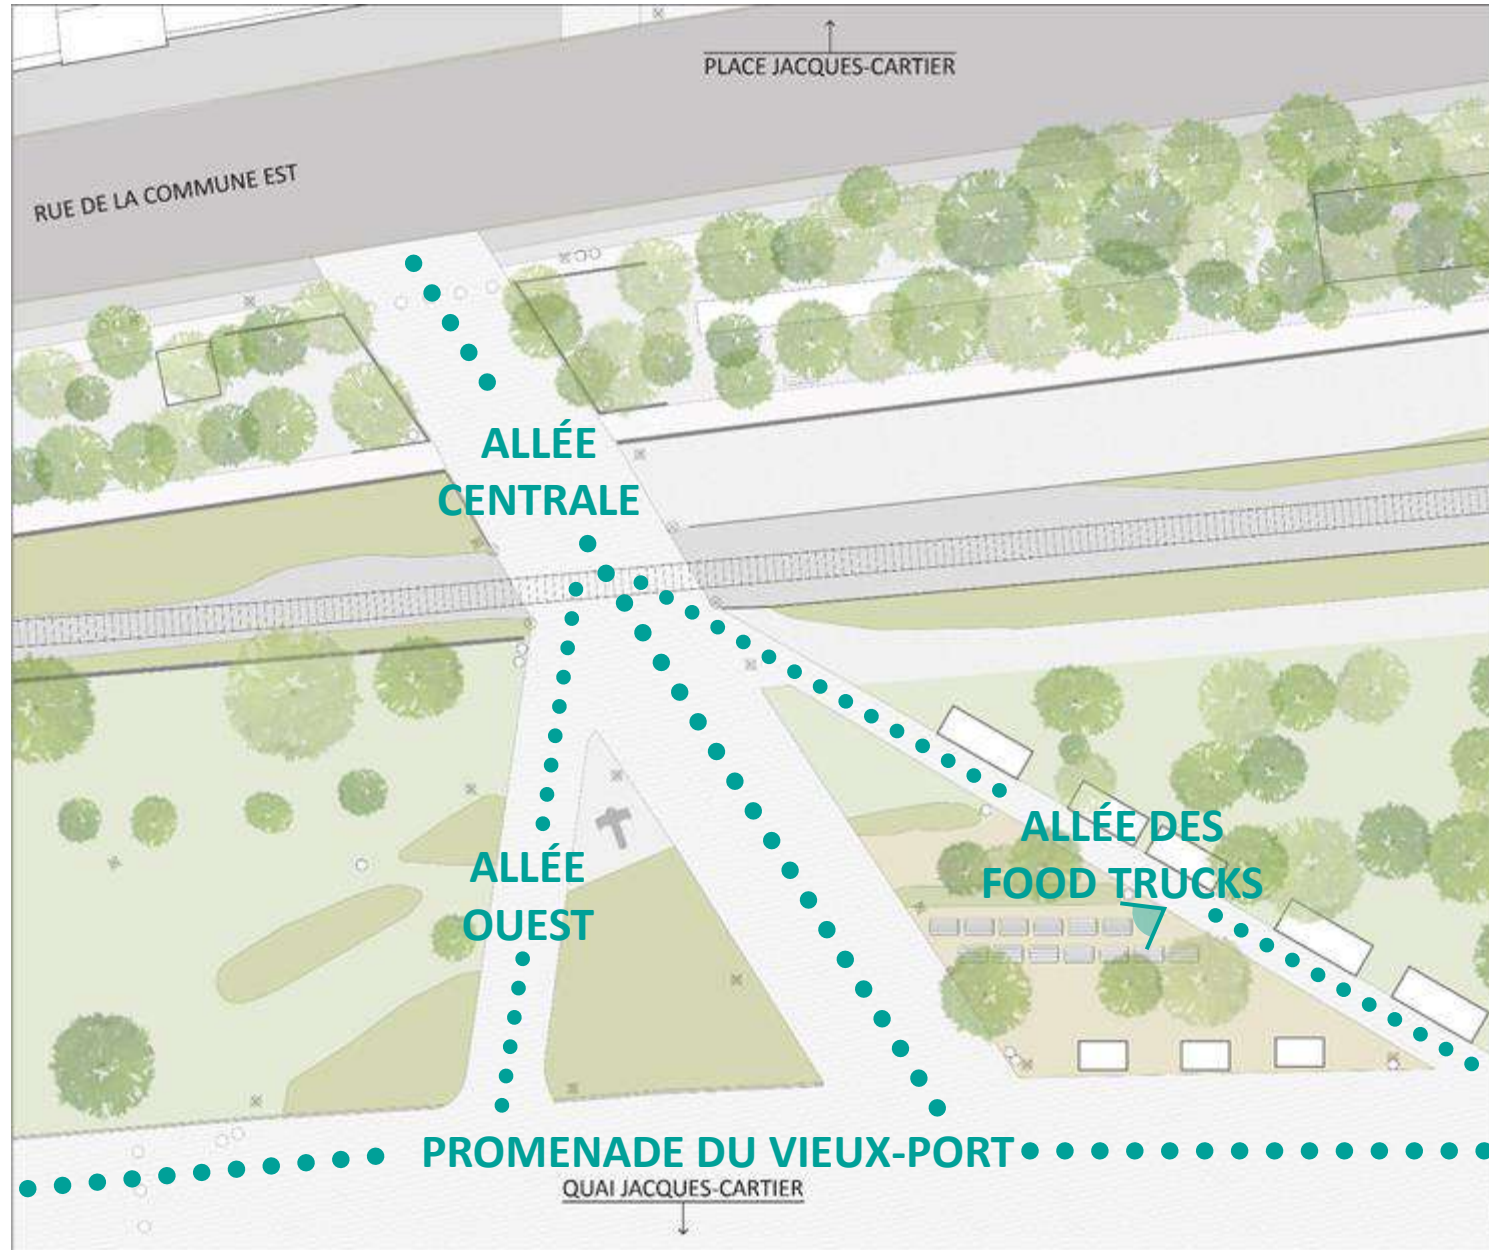 PLACE JACQUES-CARTIER
RUE DE LA COMMUNE EST
ALLÉE
CENTRALE
ALLÉE DES
FOOD TRUCKS
ALLÉE
OUEST
PROMENADE DU VIEUX-PORT
QUAI JACQUES-CARTIER